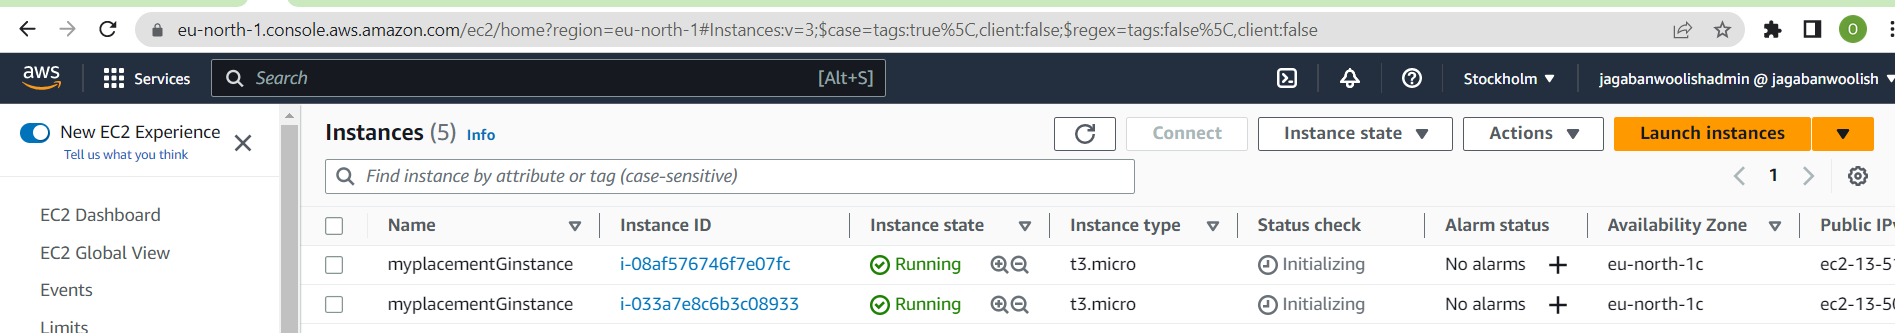 eu-north-1.console.aws.amazon.com/ec2/home?region=eu-north-1#Instances:v=3;$case=tags:true%5C,client:false;$regex=tags:false%5C,client:false
O
aws
Services
Search
[Alt+S]
Stockholm
jagabanwoolishadmin @ jagabanwoolish
New EC2 Experience
Tell us what you think
EC2 Dashboard
EC2 Global View
Events
Limits
Instances (5) Info
Connect
Instance state
Actions
Launch instances
Find instance by attribute or tag (case-sensitive)
1
Name Instance ID Instance state Instance type Status check Alarm status Availability Zone Public IPv
myplacementGinstance i-08af576746f7e07fc Running t3.micro Initializing No alarms + eu-north-1c ec2-13-51
myplacementGinstance i-033a7e8c6b3c08933 Running t3.micro Initializing No alarms + eu-north-1c ec2-13-50